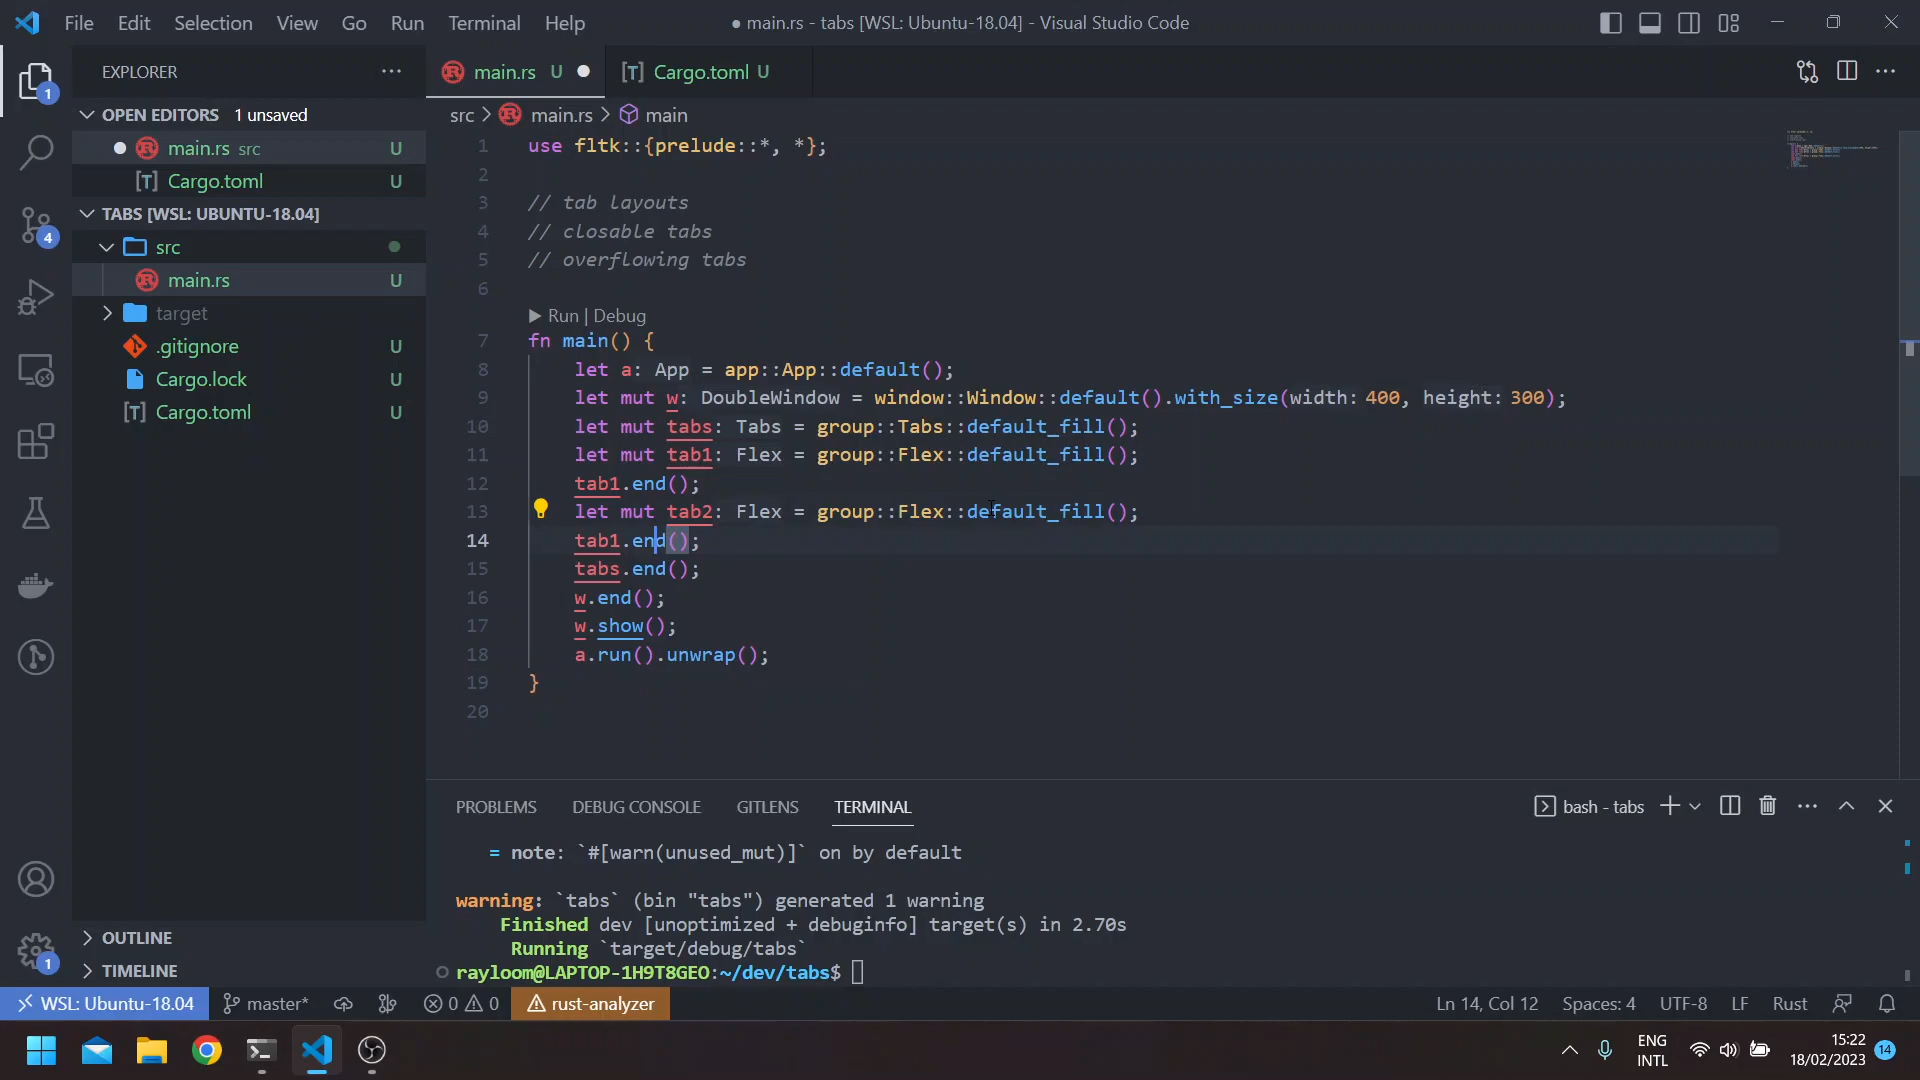 File Edit Selection View Go Run Terminal Help
● main.rs - tabs [WSL: Ubuntu-18.04] - Visual Studio Code
EXPLORER
main.rs U
[T] Cargo.toml U
OPEN EDITORS 1 unsaved
main.rs src U
[T] Cargo.toml U
TABS [WSL: UBUNTU-18.04]
src
main.rs U
target
.gitignore U
Cargo.lock U
[T] Cargo.toml U
OUTLINE
TIMELINE
1
4
1
src > main.rs > main
1 use fltk::{prelude::*, *};
2
3 // tab layouts
4 // closable tabs
5 // overflowing tabs
6
Run | Debug
7 fn main() {
8 let a: App = app::App::default();
9 let mut w: DoubleWindow = window::Window::default().with_size(width: 400, height: 300);
10 let mut tabs: Tabs = group::Tabs::default_fill();
11 let mut tab1: Flex = group::Flex::default_fill();
12 tab1.end();
13 let mut tab2: Flex = group::Flex::default_fill();
14 tab1.end();
15 tabs.end();
16 w.end();
17 w.show();
18 a.run().unwrap();
19 }
20
PROBLEMS DEBUG CONSOLE GITLENS TERMINAL
bash - tabs
= note: `#[warn(unused_mut)]` on by default
warning: `tabs` (bin "tabs") generated 1 warning
Finished dev [unoptimized + debuginfo] target(s) in 2.70s
Running `target/debug/tabs`
rayloom@LAPTOP-1H9T8GEO:~/dev/tabs$
WSL: Ubuntu-18.04 master* 0 0 rust-analyzer
Ln 14, Col 12 Spaces: 4 UTF-8 LF Rust
ENG
INTL
15:22
18/02/2023
14